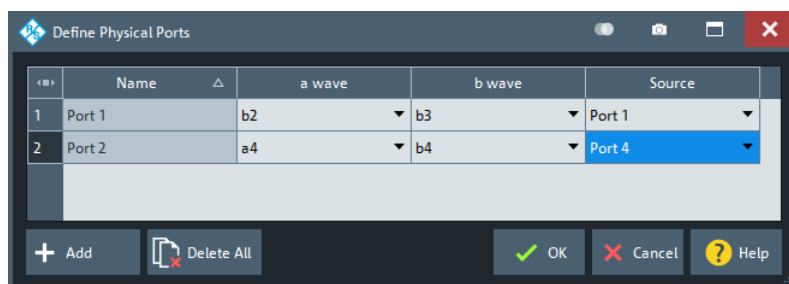 Define Physical Ports
Name a wave b wave Source
1 Port 1 b2 b3 Port 1
2 Port 2 a4 b4 Port 4
Add Delete All OK Cancel ? Help